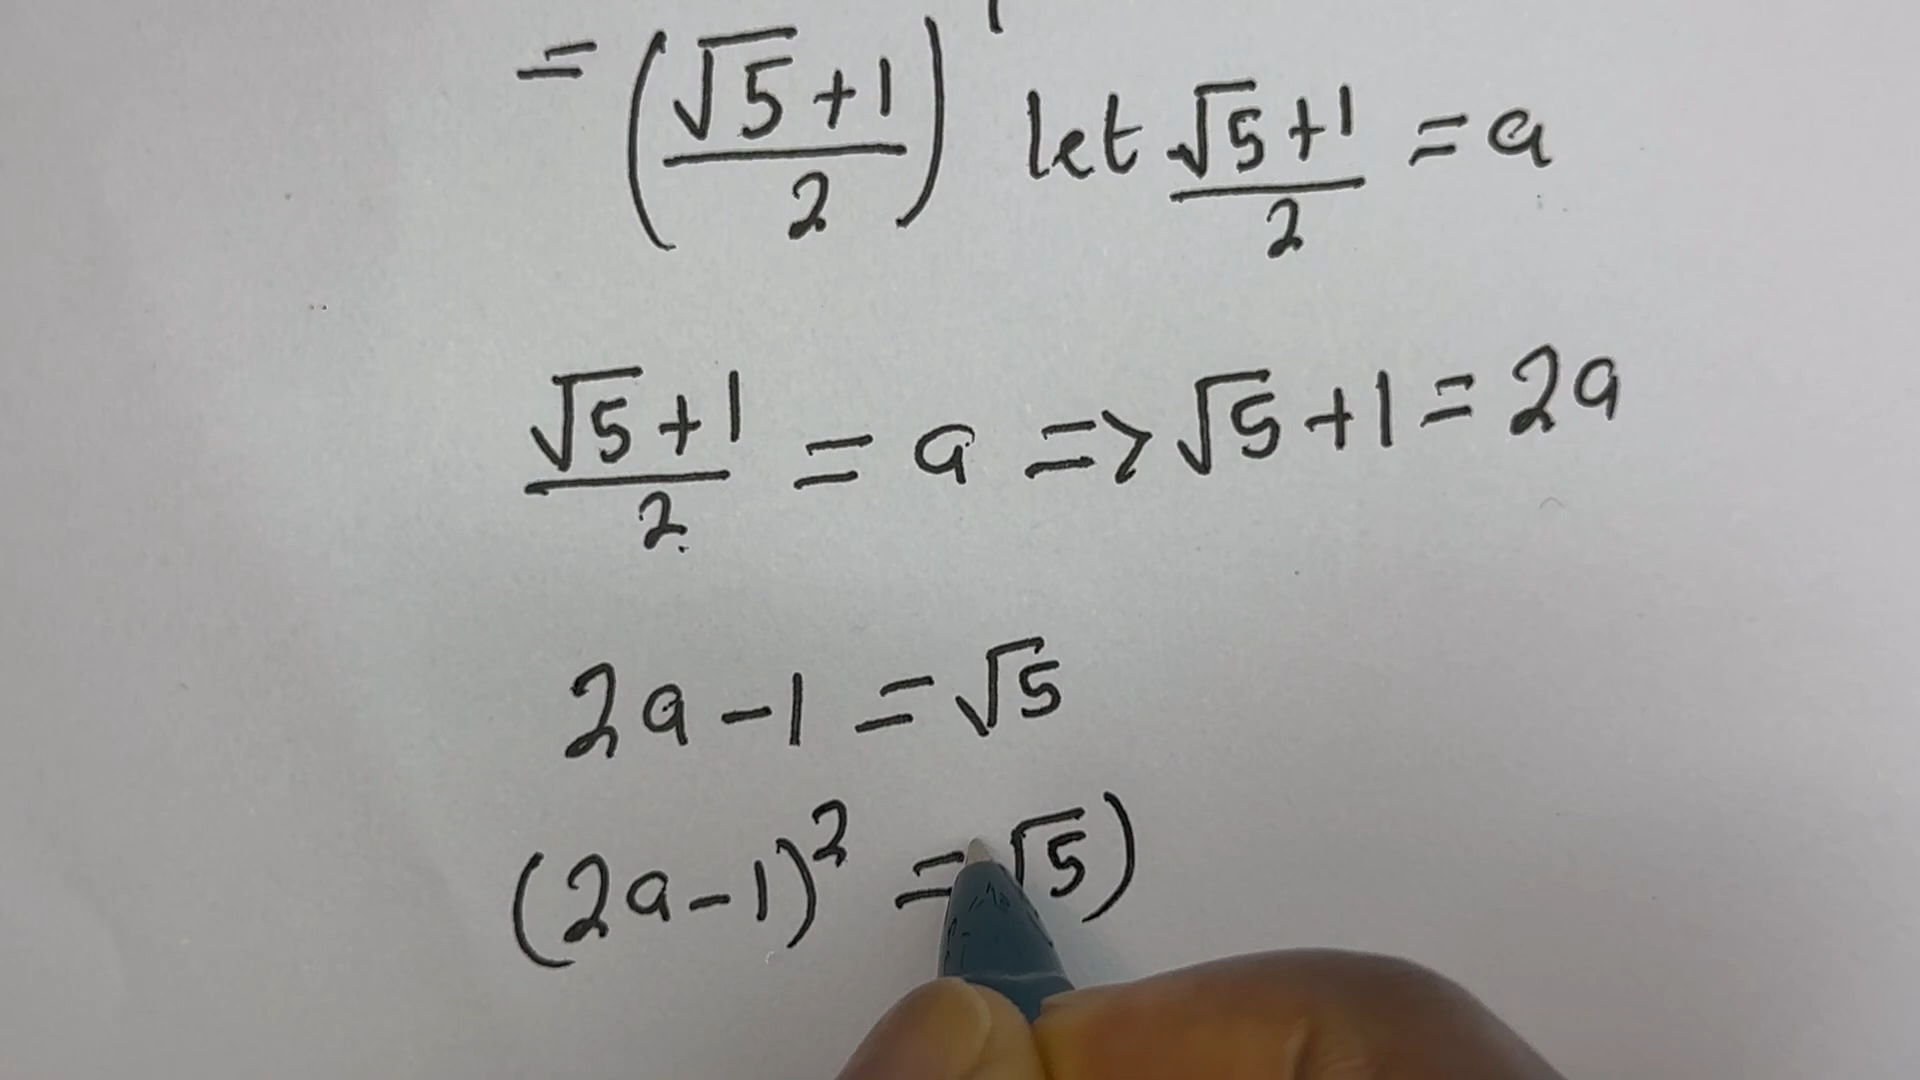 = (√5+1/2) let √5+1/2 = a
√5+1/2 = a => √5+1 = 2a
2a-1 = √5
(2a-1)² = √5)